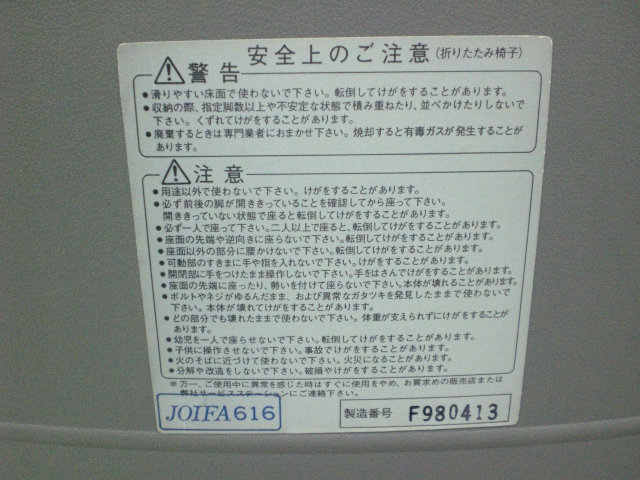 安全上のご注意(折りたたみ椅子)
警告
●滑りやすい床面で使わないで下さい。転倒してけがをすることがあります。
●収納の際、指定脚数以上や不安定な状態で積み重ねたり、並べかけたりしないで
下さい。くずれてけがをすることがあります。
●廃棄するときは専門業者におまかせ下さい。焼却すると有毒ガスが発生することが
あります。
注意
●用途以外で使わないで下さい。けがをすることがあります。
●必ず前後の脚が開ききっていることを確認してから座って下さい。
開ききっていない状態で座ると転倒してけがをすることがあります。
●必ず一人で座って下さい。二人以上で座ると、転倒してけがをすることがあります。
●座面の先端や逆向きに座らないで下さい。転倒してけがをすることがあります。
●座面以外の部分に腰かけないで下さい。転倒してけがをすることがあります。
●可動部のすきまに手や指を入れないで下さい。けがをすることがあります。
●開閉部に手をつけたまま操作しないで下さい。手をはさんでけがをすることがあります。
●座面の先端に座ったり、勢いを付けて座らないで下さい。本体が壊れることがあります。
●ボルトやネジがゆるんだまま、および異常なガタツキを発見したままで使わないで
下さい。本体が壊れてけがをすることがあります。
●どの部分でも壊れたままで使わないで下さい。体重が支えられずにけがをすることが
あります。
●幼児を一人で座らせないで下さい。転倒してけがをすることがあります。
●子供に操作させないで下さい。事故でけがをすることがあります。
●火のそばに近づけて使わないで下さい。火災になることがあります。
●分解や改造をしないで下さい。破損やけがをすることがあります。
※万一、ご使用中に異常を感じた時はすぐに使用をやめ、お買求めの販売店または
弊社サービスステーションにご連絡下さい。
JOIFA616
製造番号 F980413